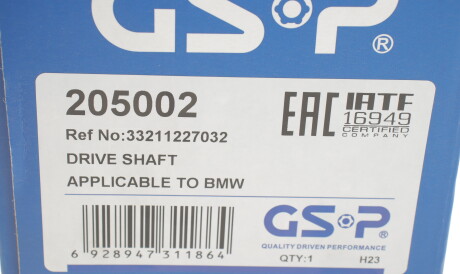 GSP®
205002
Ref No:33211227032
DRIVE SHAFT
APPLICABLE TO BMW
EAC
IATF
16949
CERTIFIED
COMPANY
GSP®
QUALITY DRIVEN PERFORMANCE
6 928947 311864
QTY:1 H23